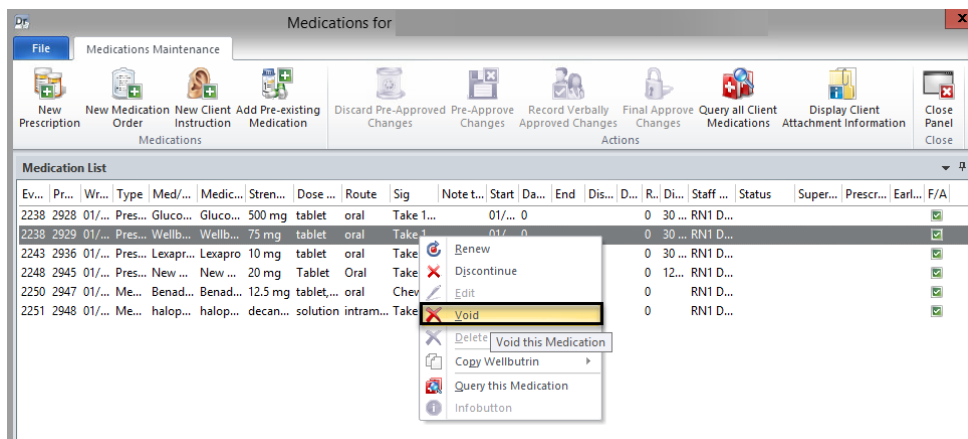 Medications for
File Medications Maintenance
New Prescription New Medication Order New Client Instruction Add Pre-existing Medication Discard Pre-Approved Changes Pre-Approve Changes Record Verbally Approved Changes Final Approve Changes Query all Client Medications Display Client Attachment Information Close Panel
Medications Actions Close
Medication List
Ev... Pr... Wr... Type Med/... Medic... Stren... Dose ... Route Sig Note t... Start Da... End Dis... D... R.. Di... Staff ... Status Super... Prescr... Earl... F/A
2238 2928 01/... Pres... Gluco... Gluco... 500 mg tablet oral Take 1... 01/... 0 0 30 ... RN1 D...
2238 2929 01/... Pres... Wellb... Wellb... 75 mg tablet oral Take 1... 01/... 0 0 30 ... RN1 D...
2243 2936 01/... Pres... Lexapr... Lexapro 10 mg tablet oral Take 0 30 ... RN1 D...
2248 2945 01/... Pres... New ... New ... 20 mg Tablet Oral Take 0 12... RN1 D...
2250 2947 01/... Me... Benad... Benad... 12.5 mg tablet,... oral Chew 0 RN1 D...
2251 2948 01/... Me... halop... halop... decan... solution intram... Take 0 RN1 D...
Renew
Discontinue
Edit
Void
Delete
Void this Medication
Copy Wellbutrin
Query this Medication
Infobutton